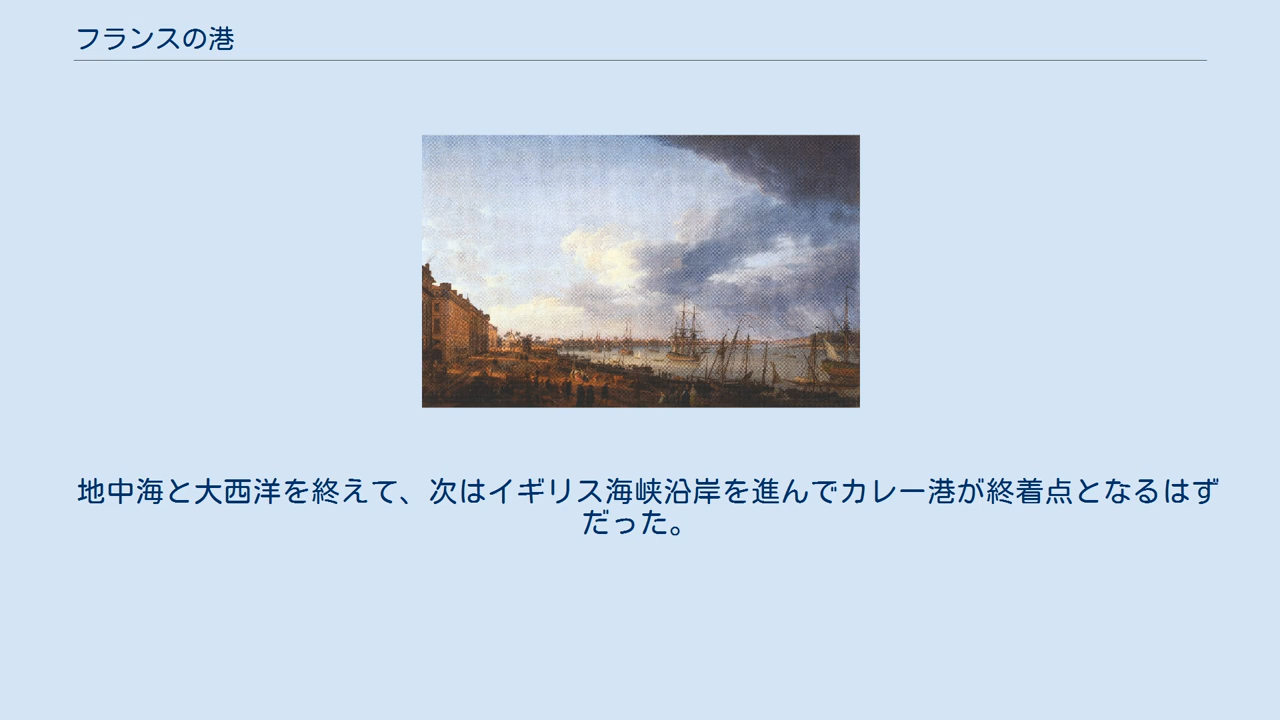 フランスの港
地中海と大西洋を終えて、次はイギリス海峡沿岸を進んでカレー港が終着点となるはず
だった。